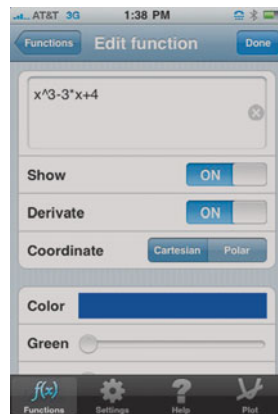 AT&T 3G 1:38 PM
Functions Edit function Done
x^3-3*x+4
Show ON
Derivate ON
Coordinate Cartesian Polar
Color
Green
f(x)
Functions Settings Help Plot